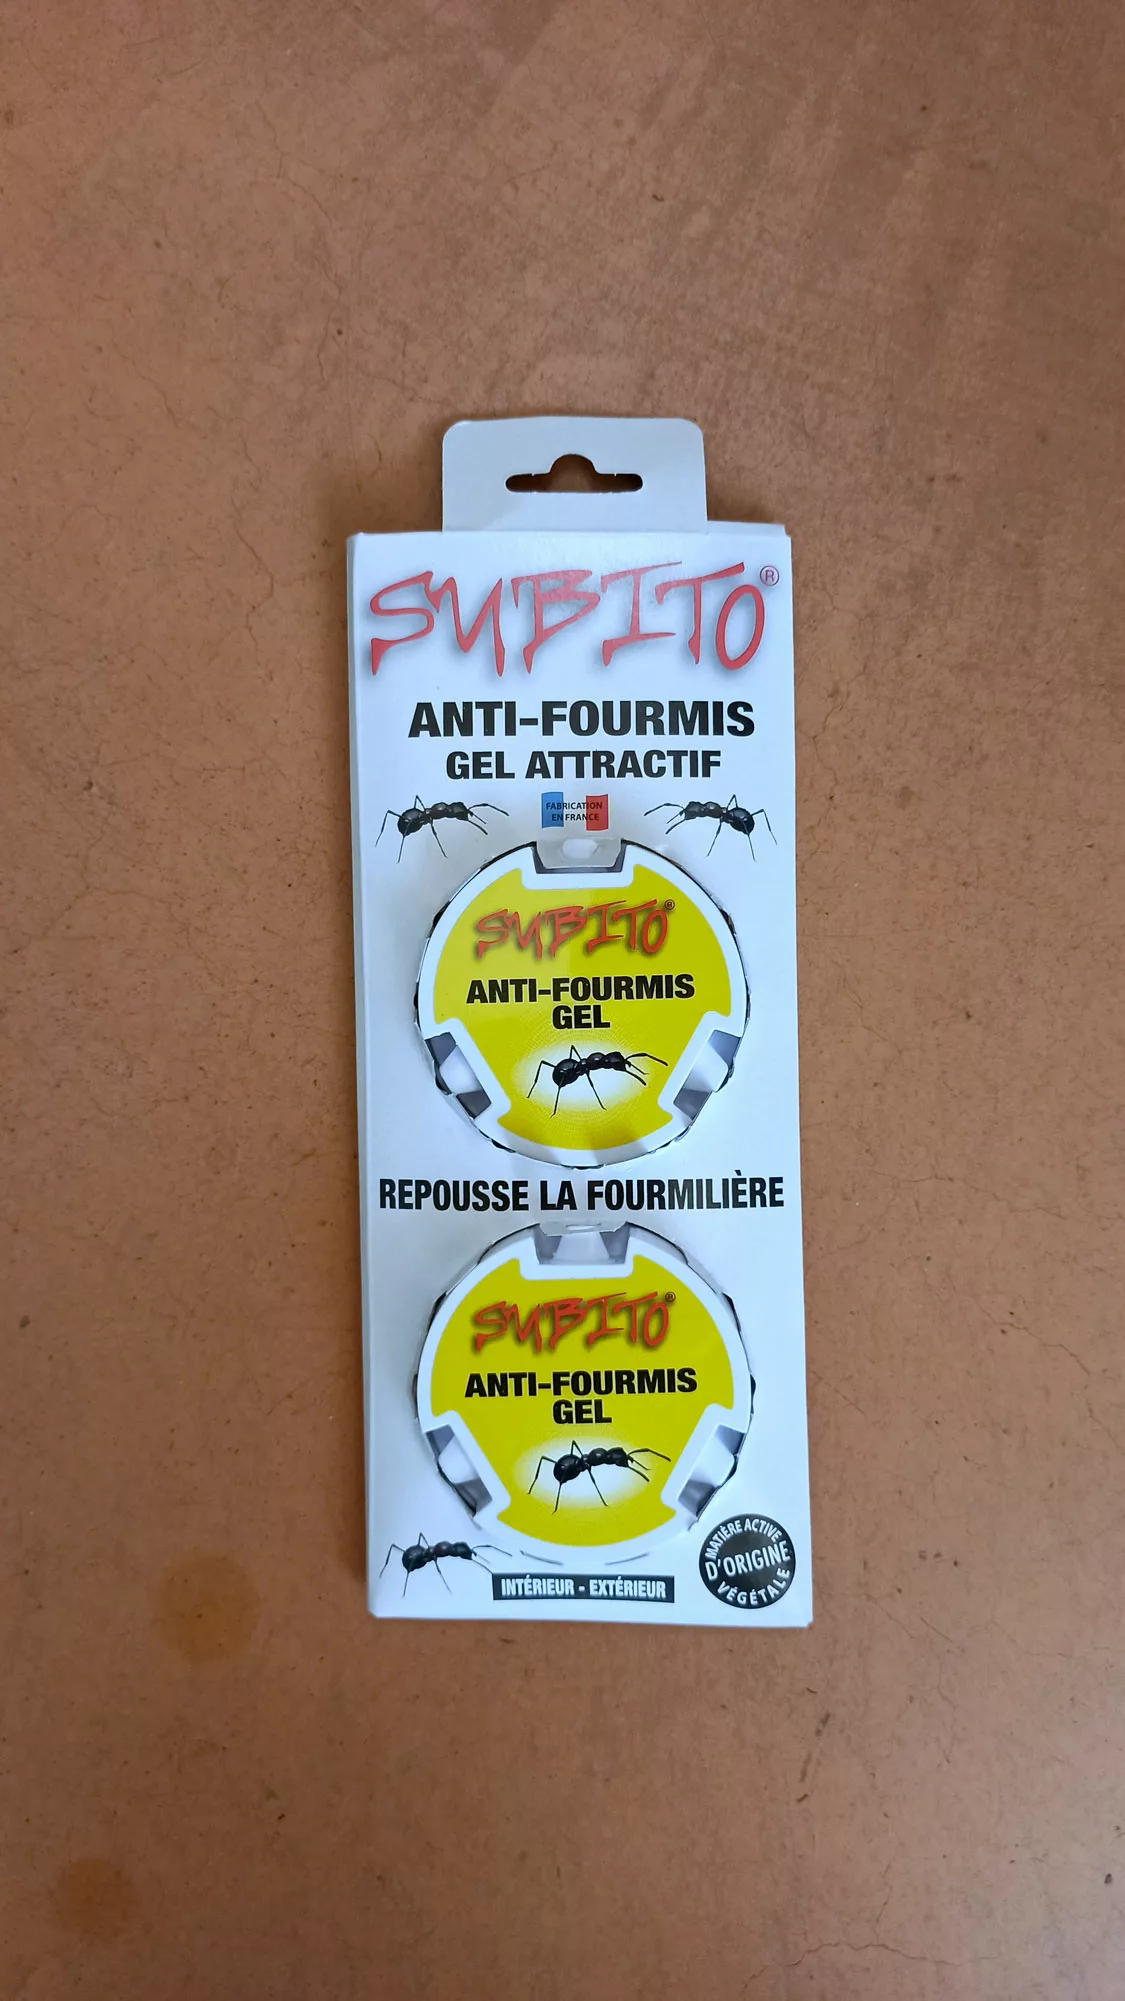 SUBITO®
ANTI-FOURMIS
GEL ATTRACTIF
FABRICATION
EN FRANCE
SUBITO®
ANTI-FOURMIS
GEL
REPOUSSE LA FOURMILIÈRE
SUBITO®
ANTI-FOURMIS
GEL
INTÉRIEUR - EXTÉRIEUR
MATIÈRE ACTIVE
D'ORIGINE
VÉGÉTALE